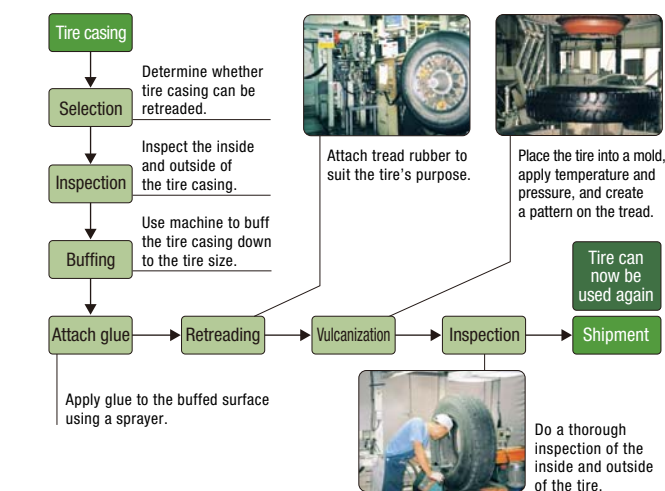 Tire casing
Determine whether
tire casing can be
retreaded.
Selection
Inspect the inside
and outside of
the tire casing.
Inspection
Use machine to buff
the tire casing down
to the tire size.
Buffing
Attach tread rubber to
suit the tire's purpose.
Place the tire into a mold,
apply temperature and
pressure, and create
a pattern on the tread.
Tire can
now be
used again
Attach glue
Retreading
Vulcanization
Inspection
Shipment
Apply glue to the buffed surface
using a sprayer.
Do a thorough
inspection of the
inside and outside
of the tire.